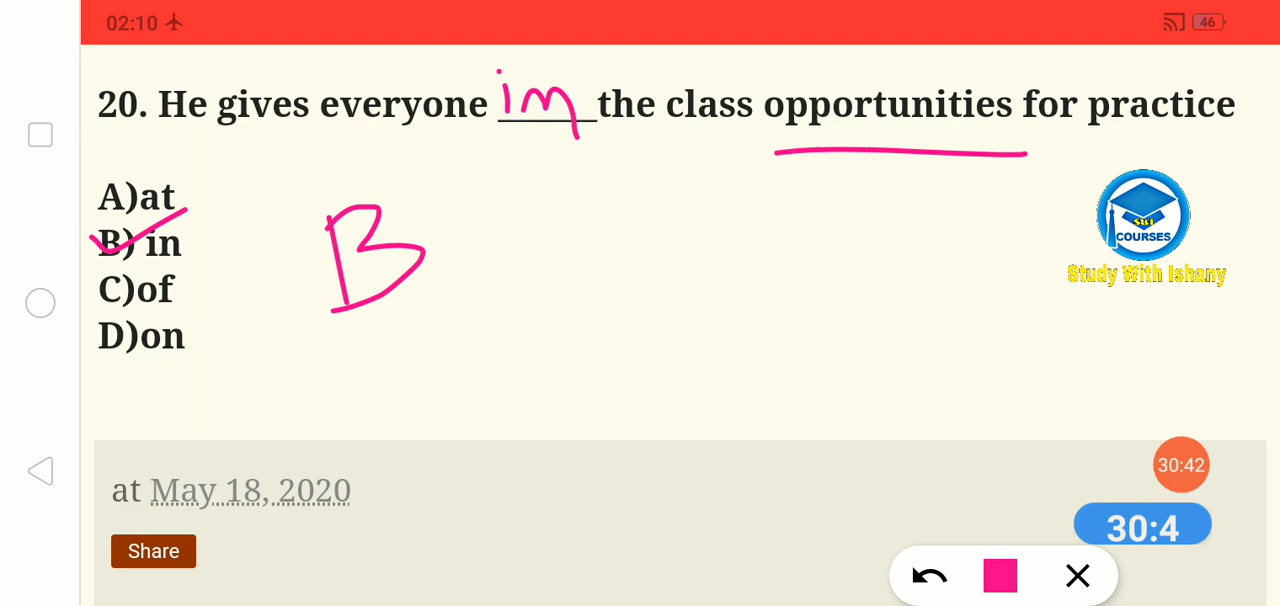 02:10 46
20. He gives everyone in the class opportunities for practice
A)at
B) in
C)of
D)on
B
COURSES
Study With Ishany
at May 18, 2020
30:42
30:4
Share